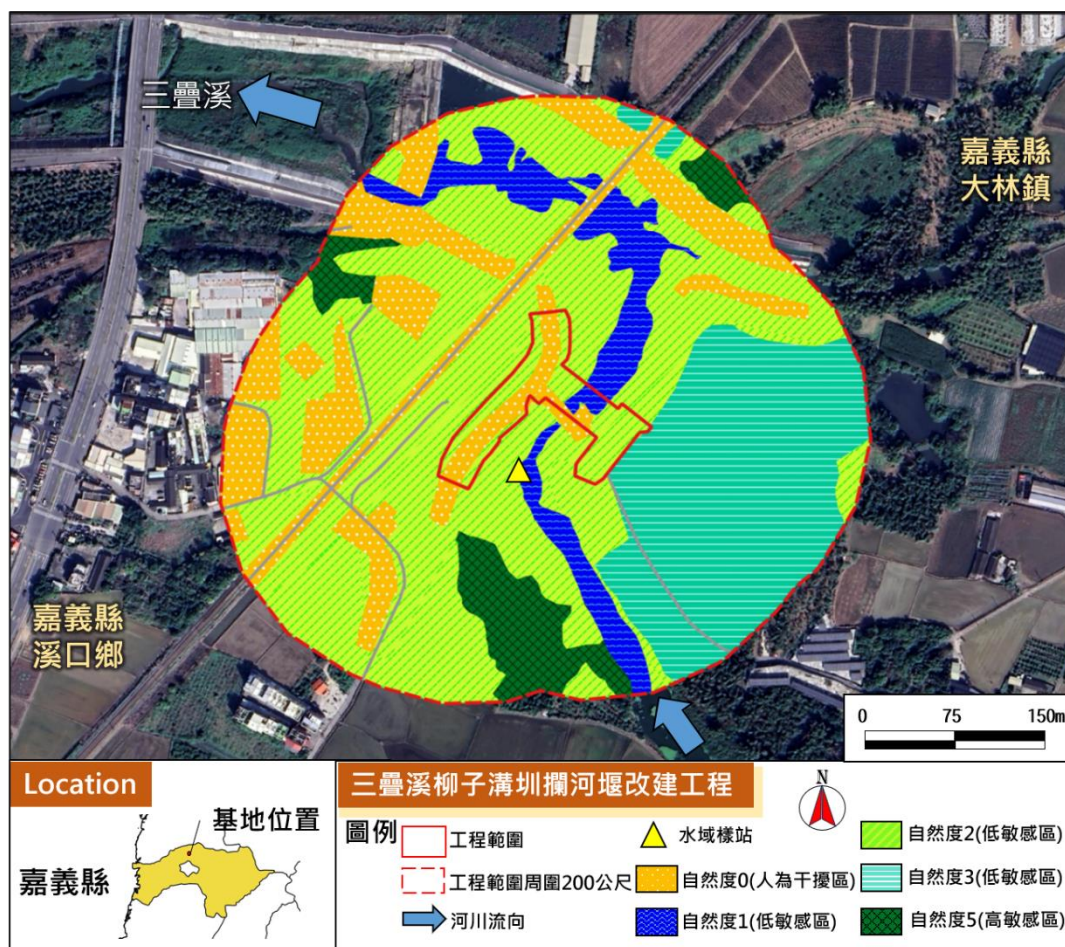 三疊溪
嘉義縣
大林鎮
嘉義縣
溪口鄉
0 75 150m
Location
基地位置
嘉義縣
三疊溪柳子溝圳攔河堰改建工程
N
圖例
工程範圍
水域樣站
自然度2(低敏感區)
工程範圍周圍200公尺
自然度0(人為干擾區)
自然度3(低敏感區)
河川流向
自然度1(低敏感區)
自然度5(高敏感區)